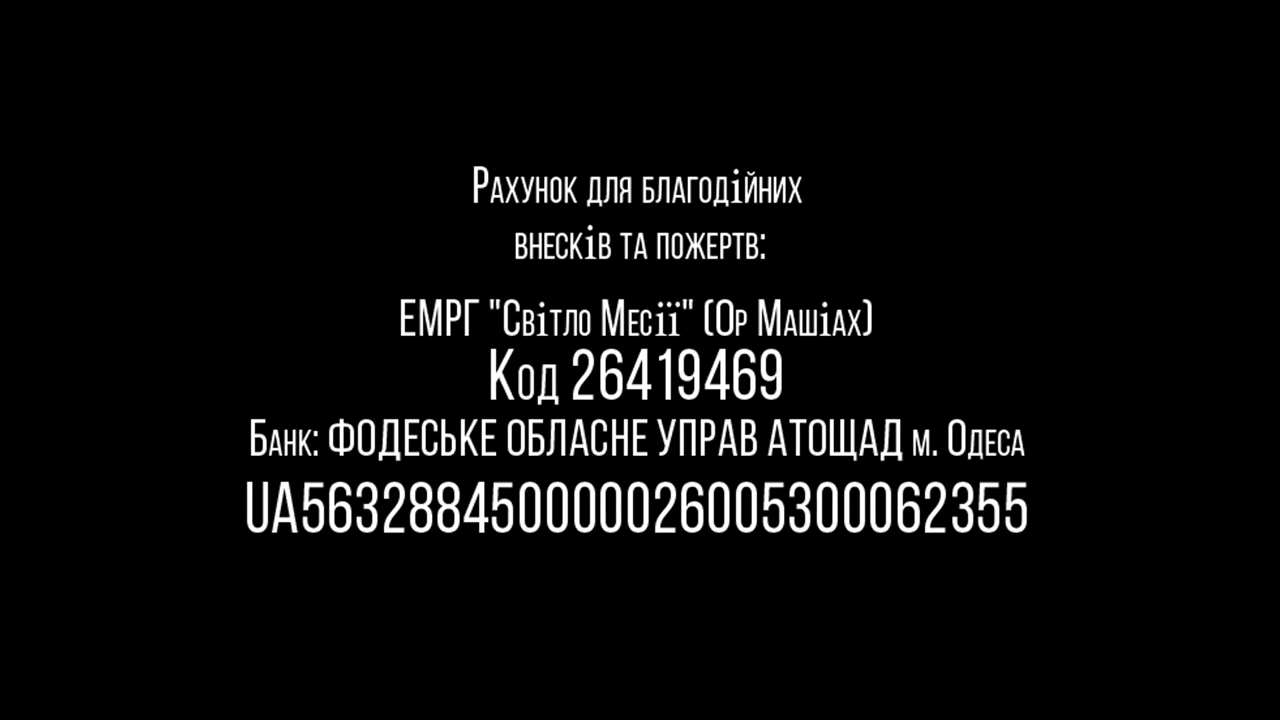 Рахунок для благодійних
внесків та пожертв:
ЕМРГ "Світло Месії" (Ор Машіах)
Код 26419469
Банк: ФОДЕСЬКЕ ОБЛАСНЕ УПРАВ АТОЩАД м. Одеса
UA563288450000026005300062355